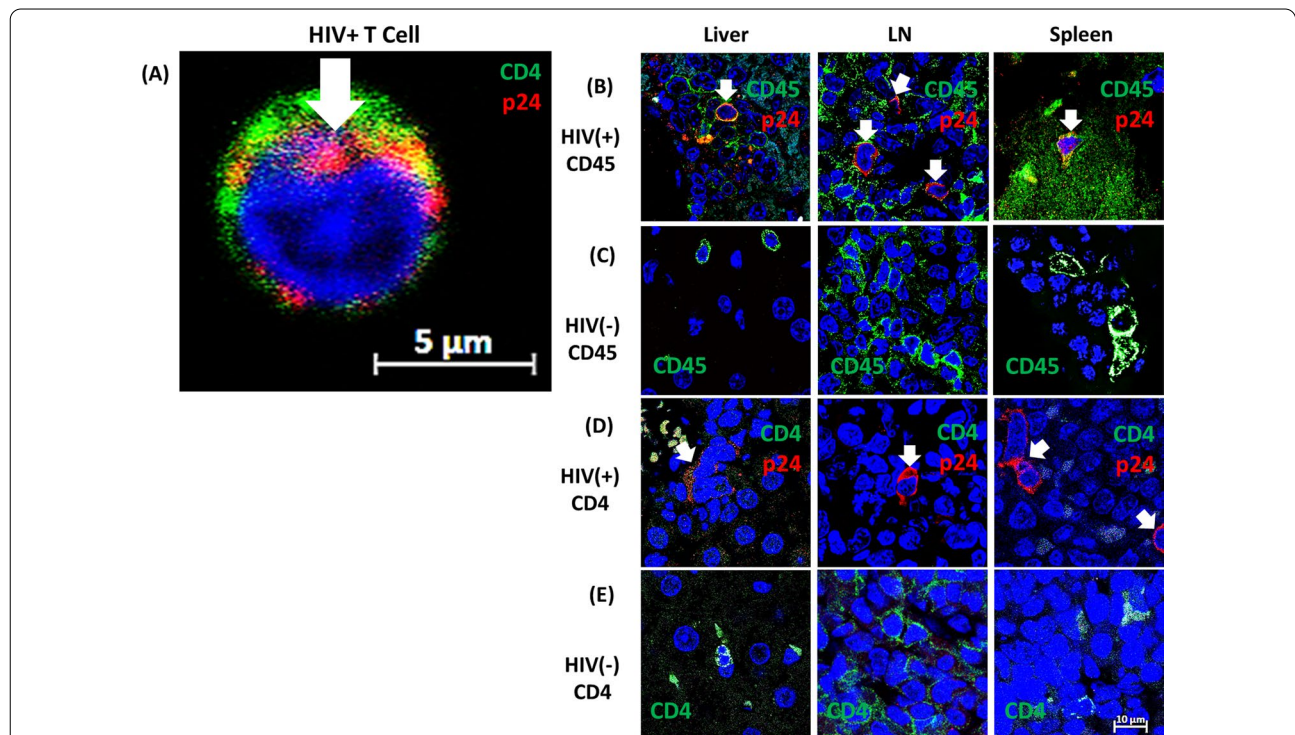 HIV+ T Cell
Liver
LN
Spleen
(A)
CD4
p24
5 µm
(B)
HIV(+)
CD45
CD45
p24
CD45
p24
CD45
p24
(C)
HIV(-)
CD45
CD45
CD45
CD45
(D)
HIV(+)
CD4
CD4
p24
CD4
p24
CD4
p24
(E)
HIV(-)
CD4
CD4
CD4
CD4
10 µm